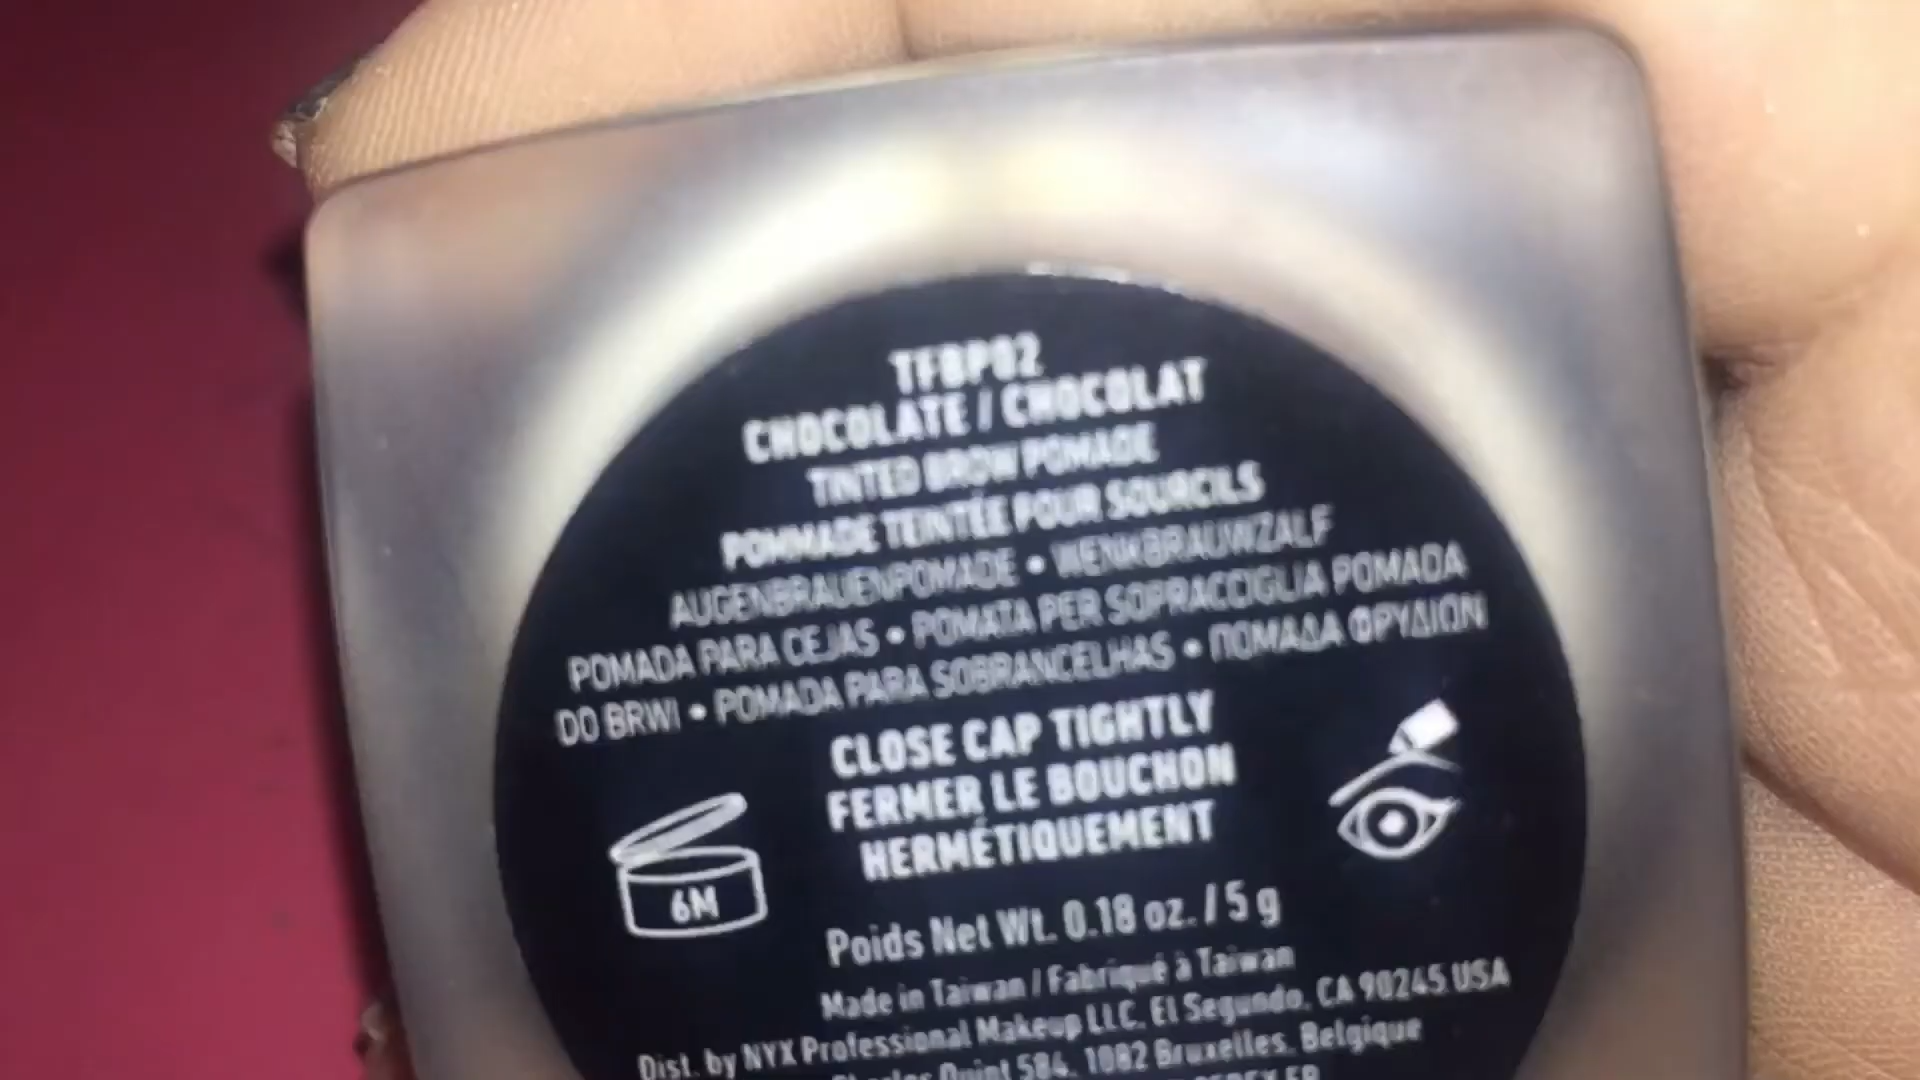 TFBP02
CHOCOLATE / CHOCOLAT
TINTED BROW POMADE
POMMADE TEINTÉE POUR SOURCILS
AUGENBRAUENPOMADE • WENKBRAUWZALF
POMADA PARA CEJAS • POMATA PER SOPRACCIGLIA POMADA
DO BRWI • POMADA PARA SOBRANCELHAS • ΠΟΜΑΔΑ ΦΡΥΔΙΩΝ
CLOSE CAP TIGHTLY
FERMER LE BOUCHON
HERMÉTIQUEMENT
6M
Poids Net Wt. 0.18 oz. / 5 g
Made in Taiwan / Fabriqué à Taiwan
Dist. by NYX Professional Makeup LLC, El Segundo, CA 90245 USA
Charles Quint 584, 1082 Bruxelles, Belgique